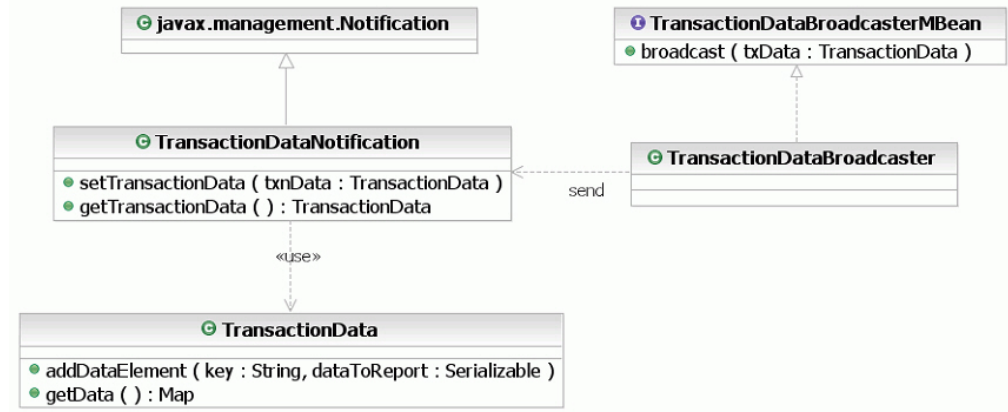 C javax.management.Notification
I TransactionDataBroadcasterMBean
broadcast ( txData : TransactionData )
C TransactionDataNotification
setTransactionData ( txnData : TransactionData )
getTransactionData ( ) : TransactionData
C TransactionDataBroadcaster
send
«use»
C TransactionData
addDataElement ( key : String, dataToReport : Serializable )
getData ( ) : Map